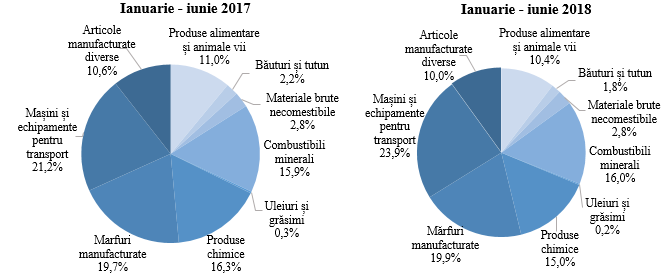 Ianuarie - iunie 2017
Articole
manufacturate
diverse
10,6%
Produse alimentare
și animale vii
11,0%
Băuturi și tutun
2,2%
Materiale brute
necomestibile
2,8%
Combustibili
minerali
15,9%
Uleiuri și
grăsimi
0,3%
Produse
chimice
16,3%
Marfuri
manufacturate
19,7%
Mașini și
echipamente
pentru
transport
21,2%
Ianuarie - iunie 2018
Articole
manufacturate
diverse
10,0%
Produse alimentare
și animale vii
10,4%
Băuturi și tutun
1,8%
Materiale brute
necomestibile
2,8%
Combustibili
minerali
16,0%
Uleiuri și
grăsimi
0,2%
Produse
chimice
15,0%
Mărfuri
manufacturate
19,9%
Mașini și
echipamente
pentru
transport
23,9%